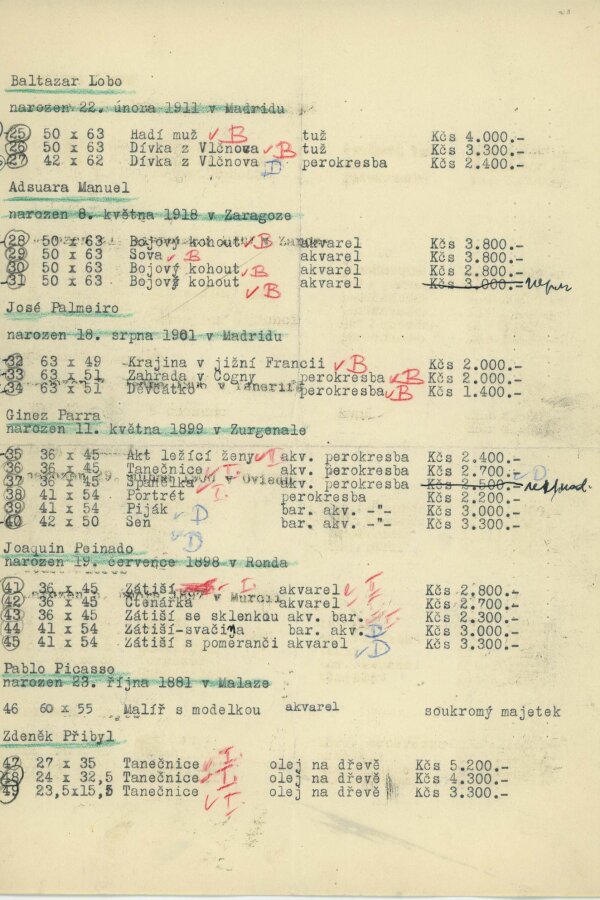 Baltazar Lobo
narozen 22. února 1911 v Madridu
25 50 x 63 Hadí muž ✓B tuž Kčs 4.000.-
26 50 x 63 Dívka z Vlčnova ✓B tuž Kčs 3.300.-
27 42 x 62 Dívka z Vlčnova D perokresba Kčs 2.400.-
Adsuara Manuel
narozen 8. května 1918 v Zaragoze
28 50 x 63 Bojový kohout ✓B akvarel Kčs 3.800.-
29 50 x 63 Sova ✓B akvarel Kčs 3.800.-
30 50 x 63 Bojový kohout ✓B akvarel Kčs 2.800.-
31 50 x 63 Bojový kohout ✓B akvarel Kčs 3.000.-
José Palmeiro
narozen 18. srpna 1901 v Madridu
32 63 x 49 Krajina v jižní Francii ✓B Kčs 2.000.-
33 63 x 51 Zahrada v Cogny perokresba ✓B Kčs 2.000.-
34 63 x 51 Děvčátko perokresba ✓B Kčs 1.400.-
Ginez Parra
narozen 11. května 1899 v Zurgenale
35 36 x 45 Akt ležící ženy ✓I. akv. perokresba Kčs 2.400.-
36 36 x 45 Tanečnice ✓I. akv. perokresba Kčs 2.700.- ✓D
37 36 x 45 Španělka ✓ akv. perokresba Kčs 2.500.-
38 41 x 54 Pórtrét I. perokresba Kčs 2.200.-
39 41 x 54 Piják ✓D bar. akv. -"- Kčs 3.000.-
40 42 x 50 Sen ✓D bar. akv. -"- Kčs 3.300.-
Joaquin Peinado
narozen 19. července 1898 v Ronda
41 36 x 45 Zátiší I. akvarel ✓I Kčs 2.800.-
42 36 x 45 Čtenárka akvarel ✓I Kčs 2.700.-
43 36 x 45 Zátiší se sklenkou akv. bar. ✓I Kčs 2.300.-
44 41 x 54 Zátiší-svačina bar. akv. D Kčs 3.000.-
45 41 x 54 Zátiší s pomeranči akvarel ✓D Kčs 3.300.-
Pablo Picasso
narozen 23. října 1881 v Malaze
46 60 x 55 Malíř s modelkou akvarel soukromý majetek
Zdeněk Přibyl
47 27 x 35 Tanečnice ✓I. olej na dřevě Kčs 5.200.-
48 24 x 32,5 Tanečnice ✓I. olej na dřevě Kčs 4.300.-
49 23,5x15,5 Tanečnice ✓I. olej na dřevě Kčs 3.300.-